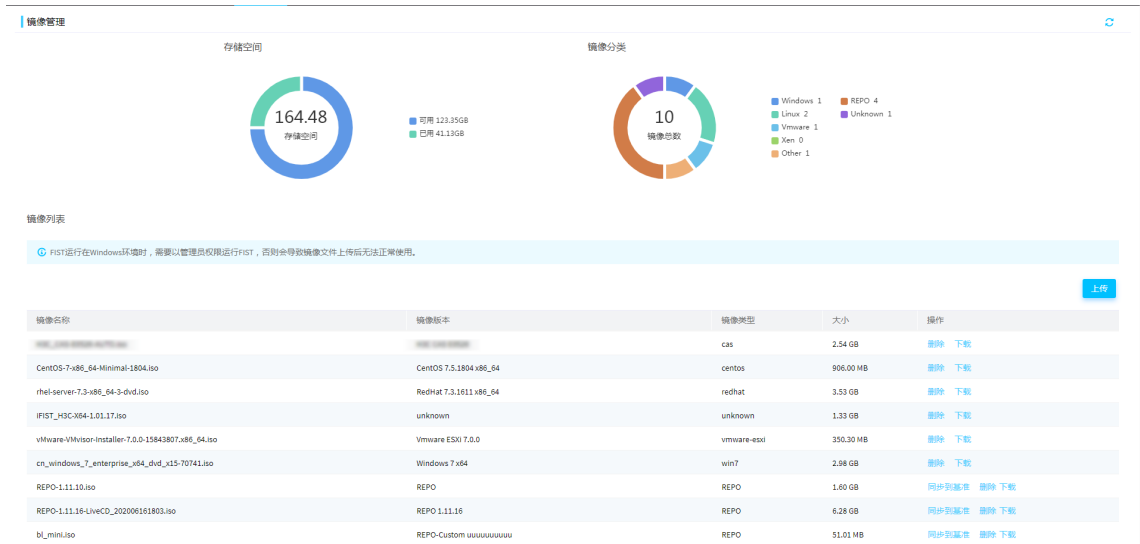 镜像管理
存储空间
镜像分类
164.48
存储空间
可用 123.35GB
已用 41.13GB
10
镜像总数
Windows 1
REPO 4
Linux 2
Unknown 1
Vmware 1
Xen 0
Other 1
镜像列表
FIST运行在Windows环境时，需要以管理员权限运行FIST，否则会导致镜像文件上传后无法正常使用。
上传
镜像名称 镜像版本 镜像类型 大小 操作
cas 2.54 GB 删除 下载
CentOS-7-x86_64-Minimal-1804.iso CentOS 7.5.1804 x86_64 centos 906.00 MB 删除 下载
rhel-server-7.3-x86_64-3-dvd.iso RedHat 7.3.1611 x86_64 redhat 3.53 GB 删除 下载
iFIST_H3C-X64-1.01.17.iso unknown unknown 1.33 GB 删除 下载
vMware-VMvisor-Installer-7.0.0-15843807.x86_64.iso Vmware ESXi 7.0.0 vmware-esxi 350.30 MB 删除 下载
cn_windows_7_enterprise_x64_dvd_x15-70741.iso Windows 7 x64 win7 2.98 GB 删除 下载
REPO-1.11.10.iso REPO REPO 1.60 GB 同步到基准 删除 下载
REPO-1.11.16-LiveCD_202006161803.iso REPO 1.11.16 REPO 6.28 GB 同步到基准 删除 下载
bl_mini.iso REPO-Custom uuuuuuuuuu REPO 51.01 MB 同步到基准 删除 下载